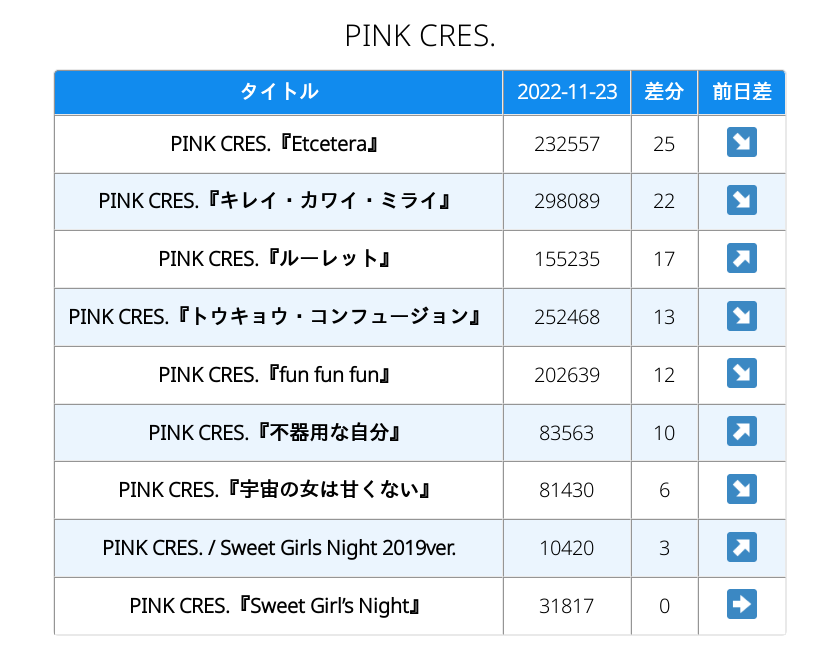 PINK CRES.
タイトル 2022-11-23 差分 前日差
PINK CRES.『Etcetera』 232557 25 ↘
PINK CRES.『キレイ・カワイ・ミライ』 298089 22 ↘
PINK CRES.『ルーレット』 155235 17 ↗
PINK CRES.『トウキョウ・コンフュージョン』 252468 13 ↘
PINK CRES.『fun fun fun』 202639 12 ↘
PINK CRES.『不器用な自分』 83563 10 ↗
PINK CRES.『宇宙の女は甘くない』 81430 6 ↘
PINK CRES. / Sweet Girls Night 2019ver. 10420 3 ↗
PINK CRES.『Sweet Girl’s Night』 31817 0 ➡